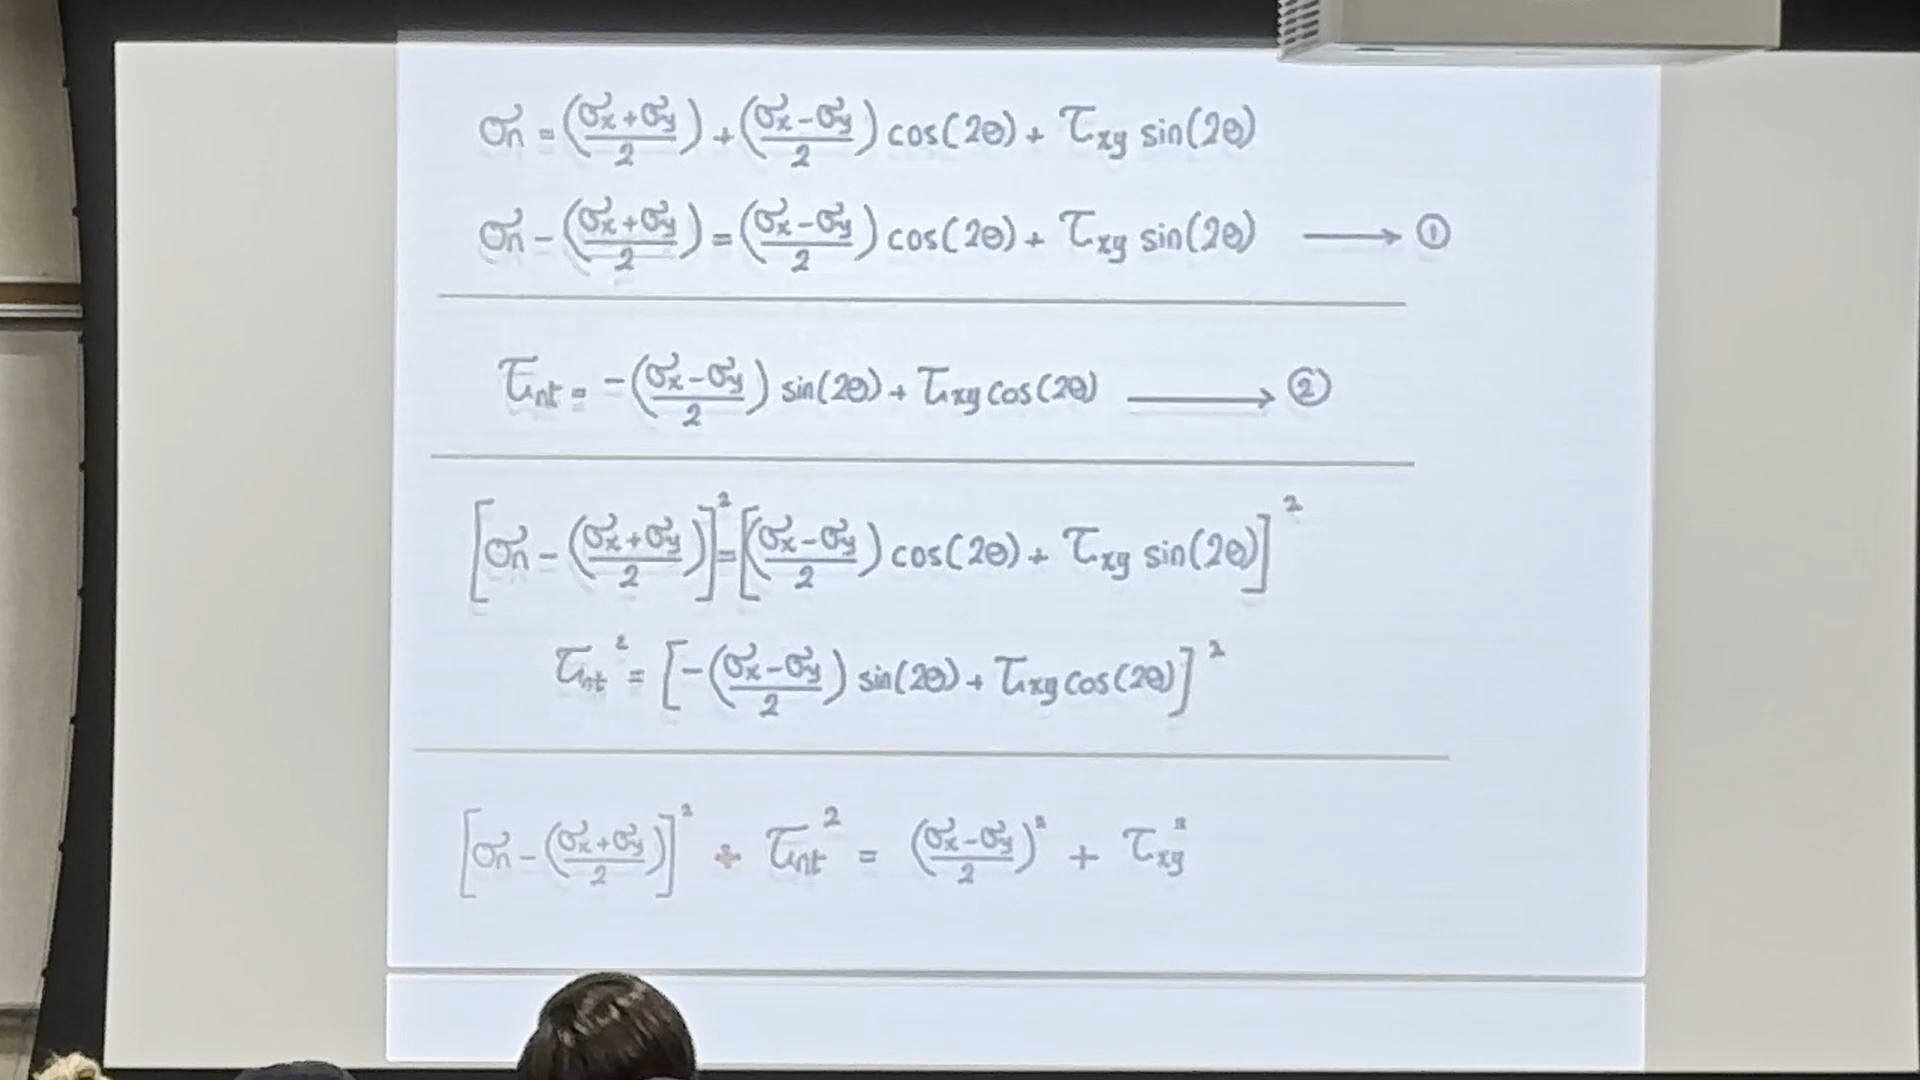 σn = ((σx+σy)/2) + ((σx−σy)/2) cos(2θ) + τxy sin(2θ)
σn − ((σx+σy)/2) = ((σx−σy)/2) cos(2θ) + τxy sin(2θ) ⟶ ①
τnt = −((σx−σy)/2) sin(2θ) + τxy cos(2θ) ⟶ ②
[σn − ((σx+σy)/2)]² = [((σx−σy)/2) cos(2θ) + τxy sin(2θ)]²
τnt² = [−((σx−σy)/2) sin(2θ) + τxy cos(2θ)]²
[σn − ((σx+σy)/2)]² + τnt² = ((σx−σy)/2)² + τxy²